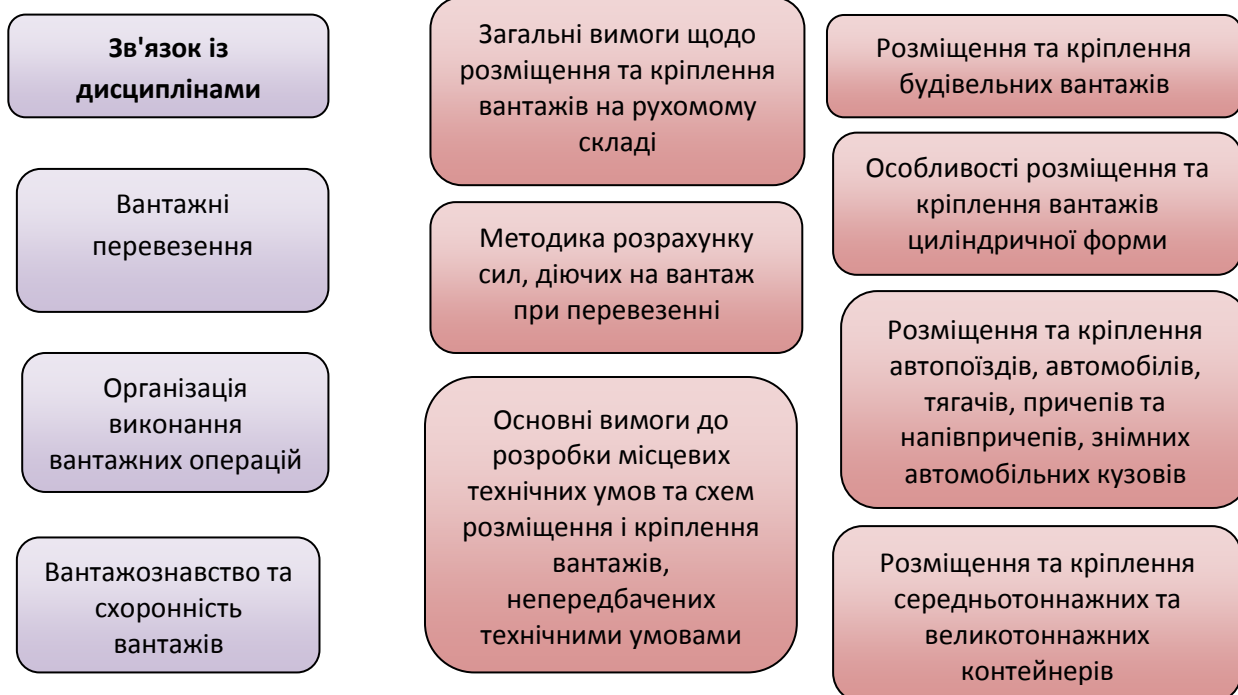 Зв'язок із
дисциплінами
Вантажні
перевезення
Організація
виконання
вантажних операцій
Вантажознавство та
схоронність
вантажів
Загальні вимоги щодо
розміщення та кріплення
вантажів на рухомому
складі
Методика розрахунку
сил, діючих на вантаж
при перевезенні
Основні вимоги до
розробки місцевих
технічних умов та схем
розміщення і кріплення
вантажів,
непередбачених
технічними умовами
Розміщення та кріплення
будівельних вантажів
Особливості розміщення та
кріплення вантажів
циліндричної форми
Розміщення та кріплення
автопоїздів, автомобілів,
тягачів, причепів та
напівпричепів, знімних
автомобільних кузовів
Розміщення та кріплення
середньотоннажних та
великотоннажних
контейнерів